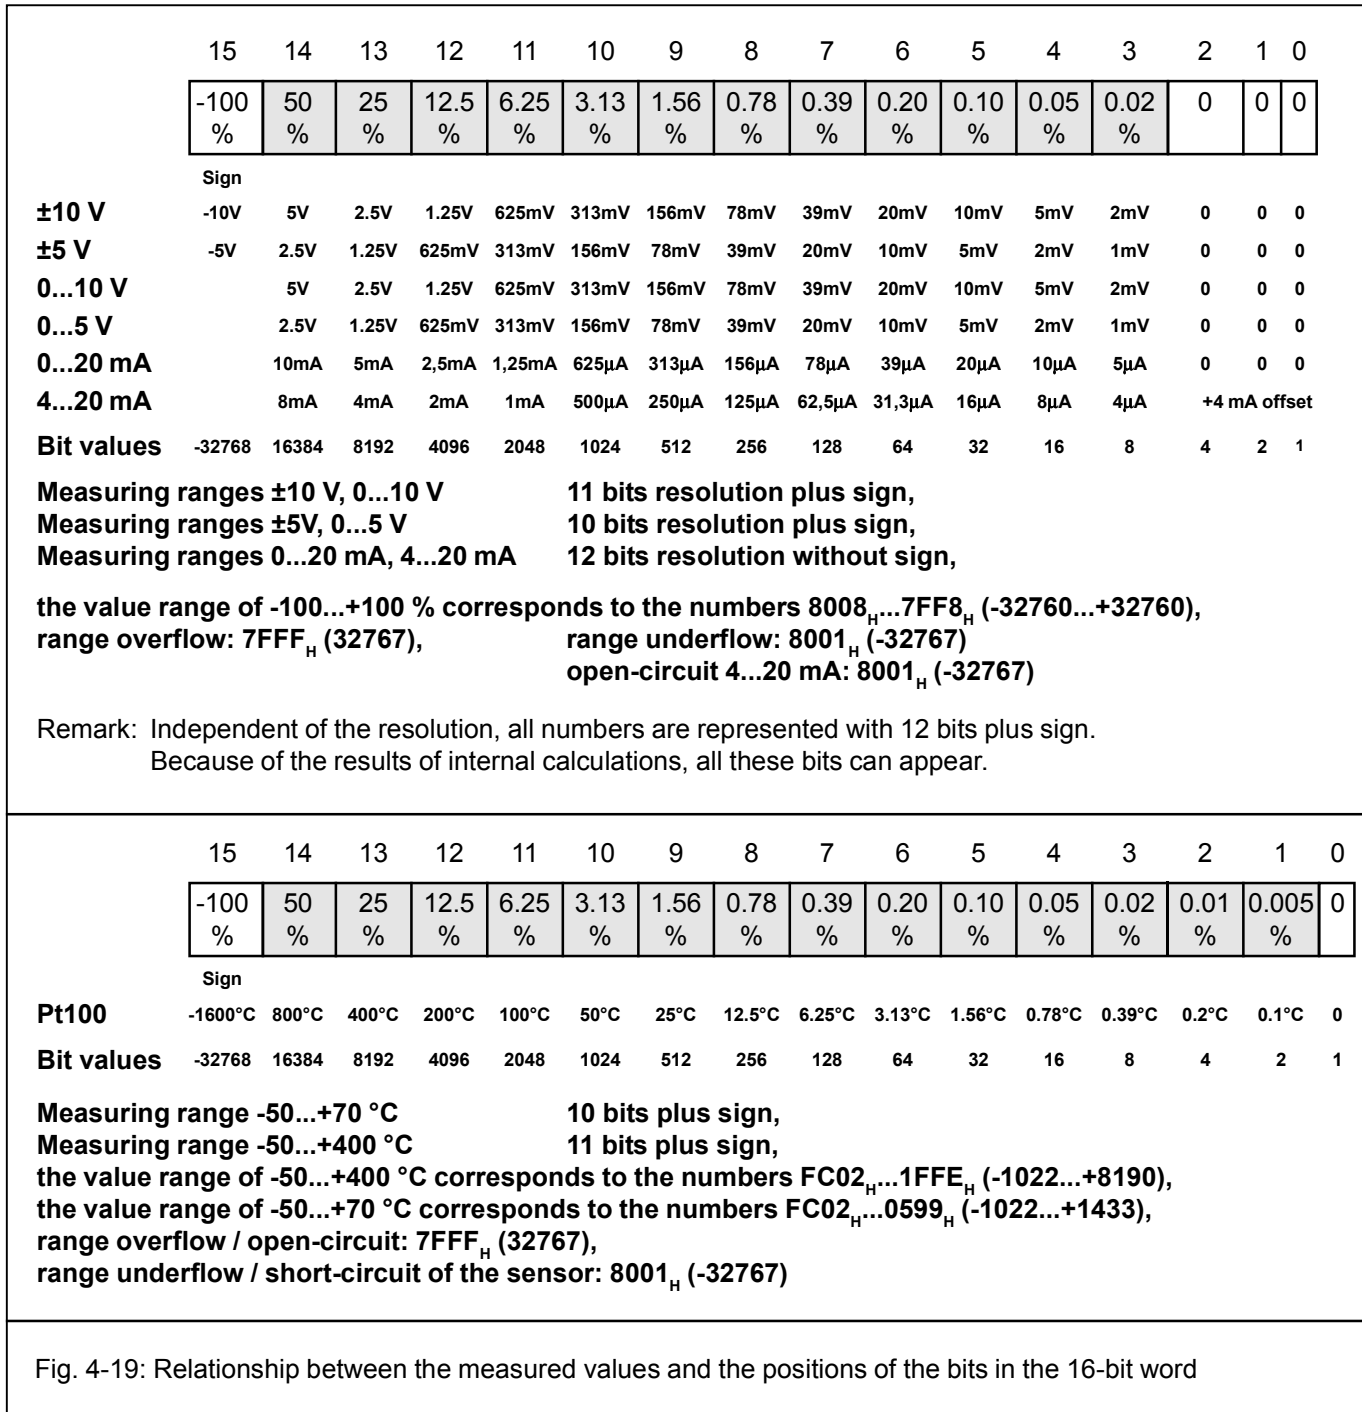 15 14 13 12 11 10 9 8 7 6 5 4 3 2 1 0
-100 % 50 % 25 % 12.5 % 6.25 % 3.13 % 1.56 % 0.78 % 0.39 % 0.20 % 0.10 % 0.05 % 0.02 % 0 0 0
Sign
±10 V -10V 5V 2.5V 1.25V 625mV 313mV 156mV 78mV 39mV 20mV 10mV 5mV 2mV 0 0 0
±5 V -5V 2.5V 1.25V 625mV 313mV 156mV 78mV 39mV 20mV 10mV 5mV 2mV 1mV 0 0 0
0...10 V 5V 2.5V 1.25V 625mV 313mV 156mV 78mV 39mV 20mV 10mV 5mV 2mV 0 0 0
0...5 V 2.5V 1.25V 625mV 313mV 156mV 78mV 39mV 20mV 10mV 5mV 2mV 1mV 0 0 0
0...20 mA 10mA 5mA 2,5mA 1,25mA 625µA 313µA 156µA 78µA 39µA 20µA 10µA 5µA 0 0 0
4...20 mA 8mA 4mA 2mA 1mA 500µA 250µA 125µA 62,5µA 31,3µA 16µA 8µA 4µA +4 mA offset
Bit values -32768 16384 8192 4096 2048 1024 512 256 128 64 32 16 8 4 2 1
Measuring ranges ±10 V, 0...10 V 11 bits resolution plus sign,
Measuring ranges ±5V, 0...5 V 10 bits resolution plus sign,
Measuring ranges 0...20 mA, 4...20 mA 12 bits resolution without sign,
the value range of -100...+100 % corresponds to the numbers 8008H...7FF8H (-32760...+32760),
range overflow: 7FFFH (32767), range underflow: 8001H (-32767)
open-circuit 4...20 mA: 8001H (-32767)
Remark: Independent of the resolution, all numbers are represented with 12 bits plus sign.
Because of the results of internal calculations, all these bits can appear.
15 14 13 12 11 10 9 8 7 6 5 4 3 2 1 0
-100 % 50 % 25 % 12.5 % 6.25 % 3.13 % 1.56 % 0.78 % 0.39 % 0.20 % 0.10 % 0.05 % 0.02 % 0.01 % 0.005 % 0
Sign
Pt100 -1600°C 800°C 400°C 200°C 100°C 50°C 25°C 12.5°C 6.25°C 3.13°C 1.56°C 0.78°C 0.39°C 0.2°C 0.1°C 0
Bit values -32768 16384 8192 4096 2048 1024 512 256 128 64 32 16 8 4 2 1
Measuring range -50...+70 °C 10 bits plus sign,
Measuring range -50...+400 °C 11 bits plus sign,
the value range of -50...+400 °C corresponds to the numbers FC02H...1FFEH (-1022...+8190),
the value range of -50...+70 °C corresponds to the numbers FC02H...0599H (-1022...+1433),
range overflow / open-circuit: 7FFFH (32767),
range underflow / short-circuit of the sensor: 8001H (-32767)
Fig. 4-19: Relationship between the measured values and the positions of the bits in the 16-bit word